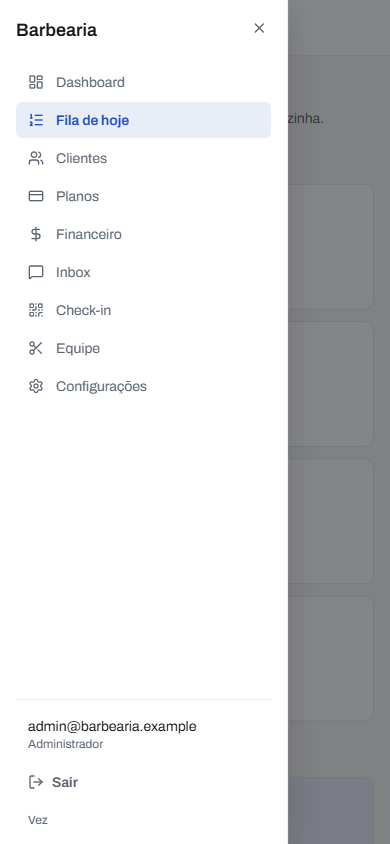 Barbearia
Dashboard
Fila de hoje
zinha.
Clientes
Planos
Financeiro
Inbox
Check-in
Equipe
Configurações
admin@barbearia.example
Administrador
Sair
Vez